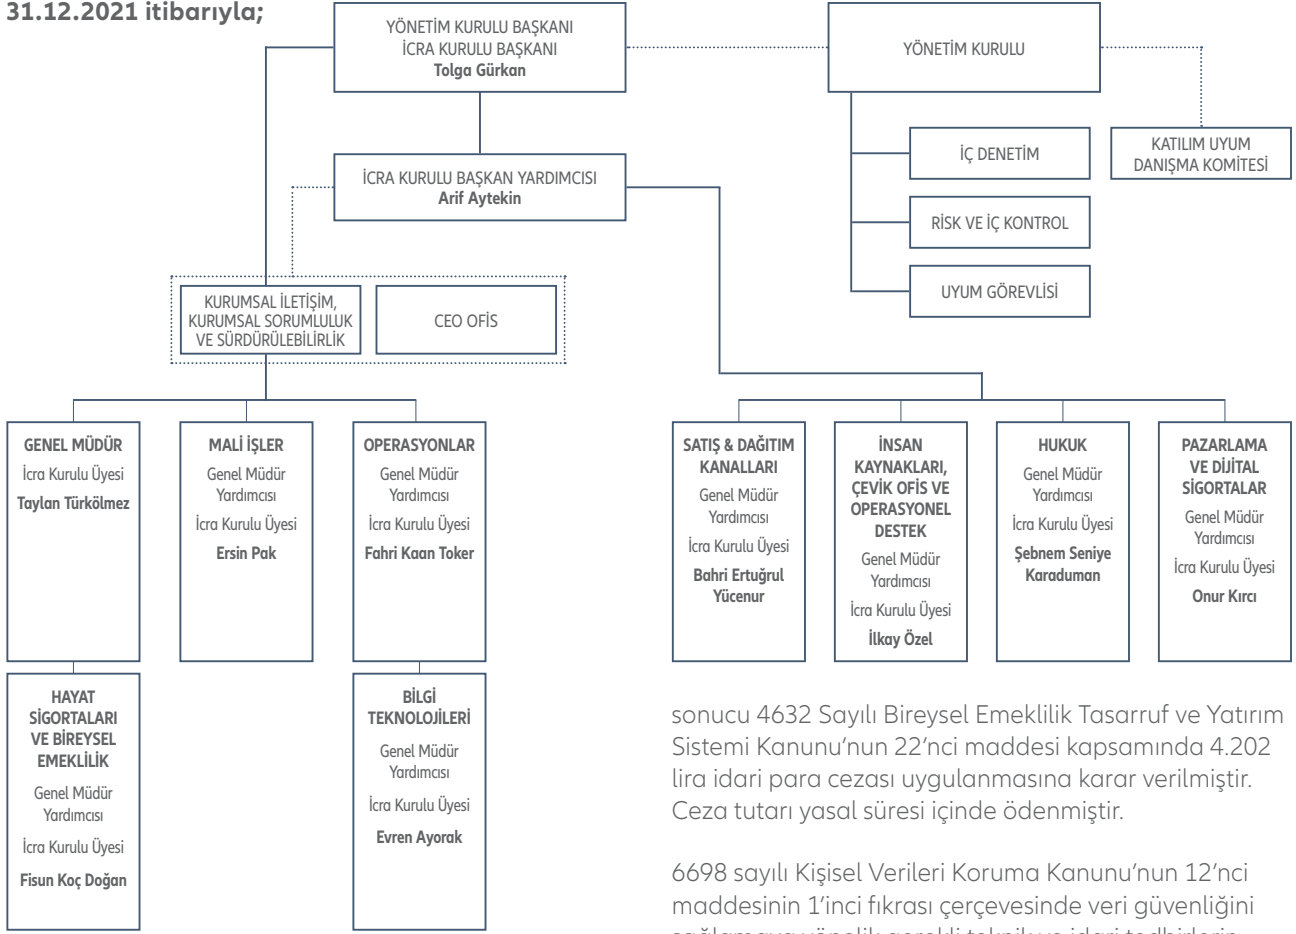 31.12.2021 itibarıyla;
YÖNETİM KURULU BAŞKANI
İCRA KURULU BAŞKANI
Tolga Gürkan
YÖNETİM KURULU
İÇ DENETİM
KATILIM UYUM
DANIŞMA KOMİTESİ
İCRA KURULU BAŞKAN YARDIMCISI
Arif Aytekin
RİSK VE İÇ KONTROL
UYUM GÖREVLİSİ
KURUMSAL İLETİŞİM,
KURUMSAL SORUMLULUK
VE SÜRDÜRÜLEBİLİRLİK
CEO OFİS
GENEL MÜDÜR
İcra Kurulu Üyesi
Taylan Türkölmez
MALİ İŞLER
Genel Müdür
Yardımcısı
İcra Kurulu Üyesi
Ersin Pak
OPERASYONLAR
Genel Müdür
Yardımcısı
İcra Kurulu Üyesi
Fahri Kaan Toker
SATIŞ & DAĞITIM
KANALLARI
Genel Müdür
Yardımcısı
İcra Kurulu Üyesi
Bahri Ertuğrul
Yücenur
İNSAN
KAYNAKLARI,
ÇEVİK OFİS VE
OPERASYONEL
DESTEK
Genel Müdür
Yardımcısı
İcra Kurulu Üyesi
İlkay Özel
HUKUK
Genel Müdür
Yardımcısı
İcra Kurulu Üyesi
Şebnem Seniye
Karaduman
PAZARLAMA
VE DİJİTAL
SİGORTALAR
Genel Müdür
Yardımcısı
İcra Kurulu Üyesi
Onur Kırcı
HAYAT
SİGORTALARI
VE BİREYSEL
EMEKLİLİK
Genel Müdür
Yardımcısı
İcra Kurulu Üyesi
Fisun Koç Doğan
BİLGİ
TEKNOLOJİLERİ
Genel Müdür
Yardımcısı
İcra Kurulu Üyesi
Evren Ayorak
sonucu 4632 Sayılı Bireysel Emeklilik Tasarruf ve Yatırım
Sistemi Kanunu’nun 22’nci maddesi kapsamında 4.202
lira idari para cezası uygulanmasına karar verilmiştir.
Ceza tutarı yasal süresi içinde ödenmiştir.
6698 sayılı Kişisel Verileri Koruma Kanunu’nun 12’nci
maddesinin 1’inci fıkrası çerçevesinde veri güvenliğini
sağlamaya yönelik gerekli teknik ve idari tedbirlerin